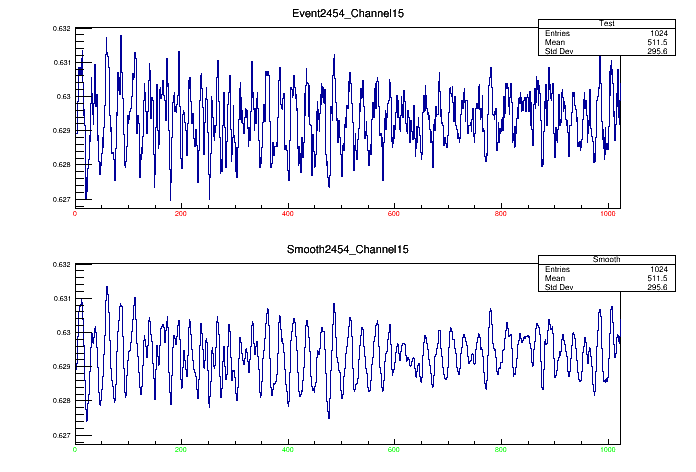 Event2454_Channel15
Test
Entries 1024
Mean 511.5
Std Dev 295.6
0.632
0.631
0.63
0.629
0.628
0.627
0 200 400 600 800 1000
Smooth2454_Channel15
Smooth
Entries 1024
Mean 511.5
Std Dev 295.6
0.632
0.631
0.63
0.629
0.628
0.627
0 200 400 600 800 1000